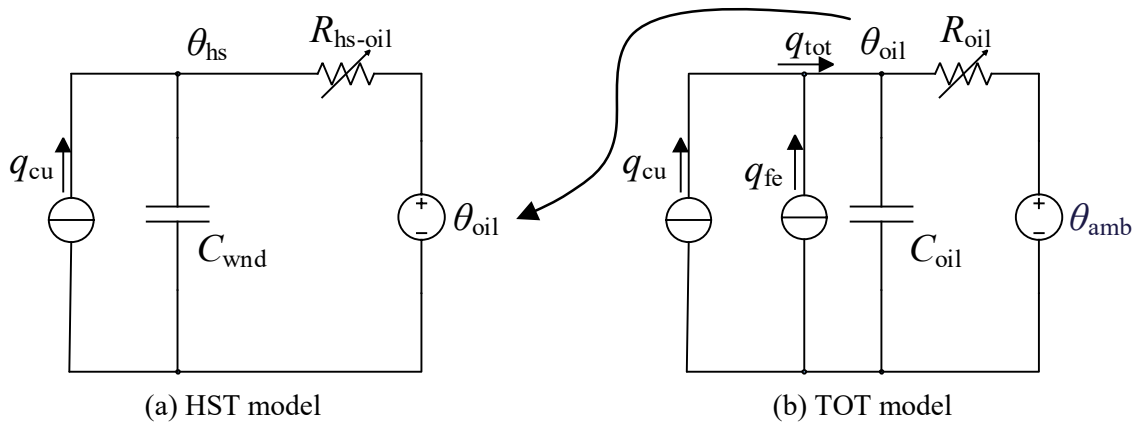 θhs
Rhs-oil
qcu
Cwnd
+
−
θoil
(a) HST model
qtot
θoil
Roil
qcu
qfe
Coil
+
−
θamb
(b) TOT model